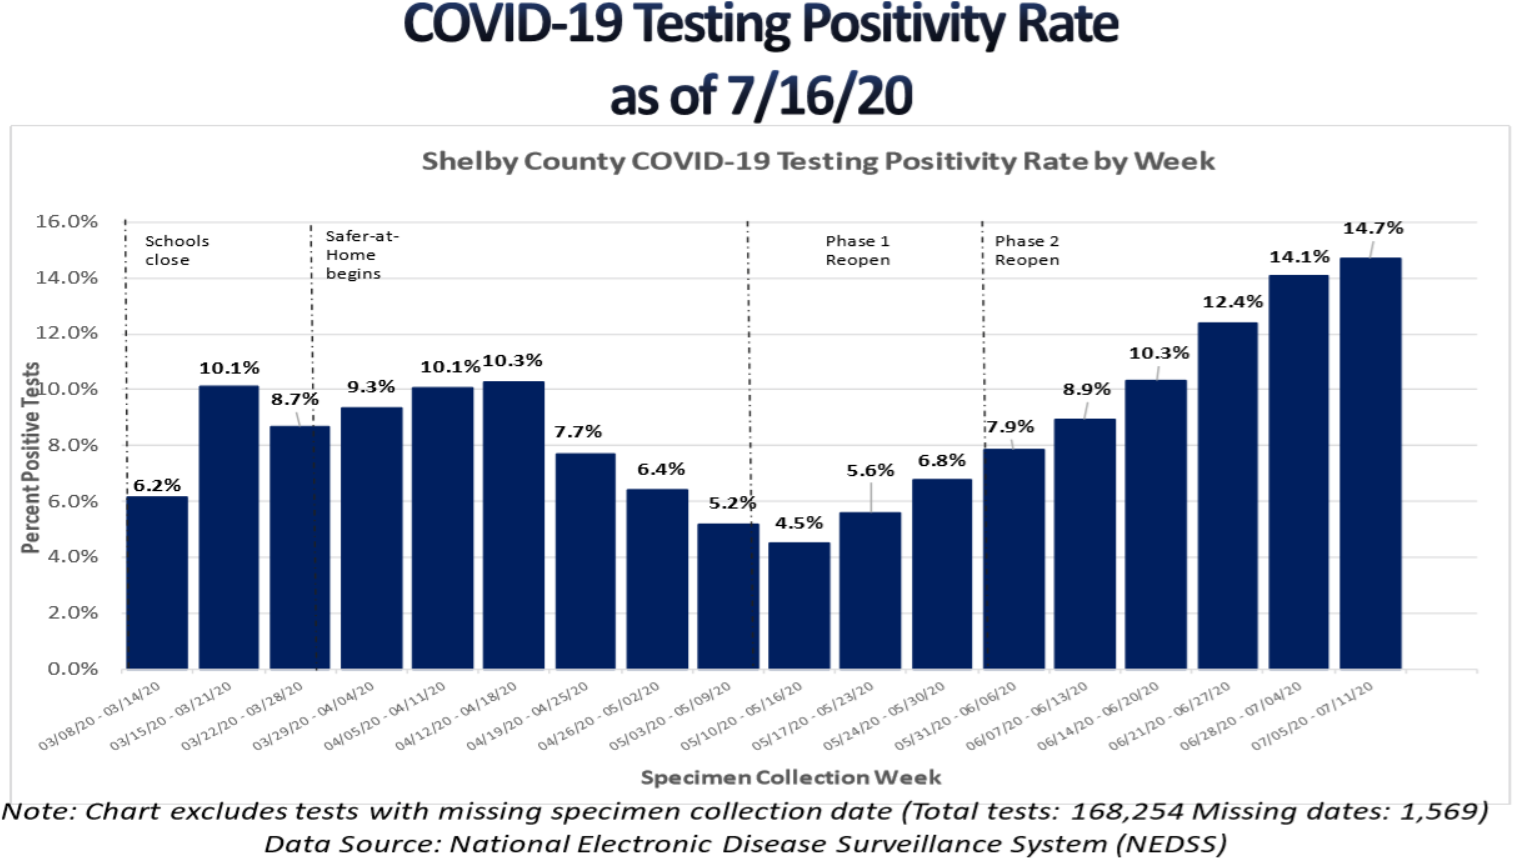 COVID-19 Testing Positivity Rate
as of 7/16/20
Shelby County COVID-19 Testing Positivity Rate by Week
16.0%
14.0%
12.0%
10.0%
8.0%
6.0%
4.0%
2.0%
0.0%
Percent Positive Tests
Schools
close
Safer-at-
Home
begins
Phase 1
Reopen
Phase 2
Reopen
6.2%
10.1%
8.7%
9.3%
10.1%
10.3%
7.7%
6.4%
5.2%
4.5%
5.6%
6.8%
7.9%
8.9%
10.3%
12.4%
14.1%
14.7%
03/08/20 - 03/14/20
03/15/20 - 03/21/20
03/22/20 - 03/28/20
03/29/20 - 04/04/20
04/05/20 - 04/11/20
04/12/20 - 04/18/20
04/19/20 - 04/25/20
04/26/20 - 05/02/20
05/03/20 - 05/09/20
05/10/20 - 05/16/20
05/17/20 - 05/23/20
05/24/20 - 05/30/20
05/31/20 - 06/06/20
06/07/20 - 06/13/20
06/14/20 - 06/20/20
06/21/20 - 06/27/20
06/28/20 - 07/04/20
07/05/20 - 07/11/20
Specimen Collection Week
Note: Chart excludes tests with missing specimen collection date (Total tests: 168,254 Missing dates: 1,569)
Data Source: National Electronic Disease Surveillance System (NEDSS)